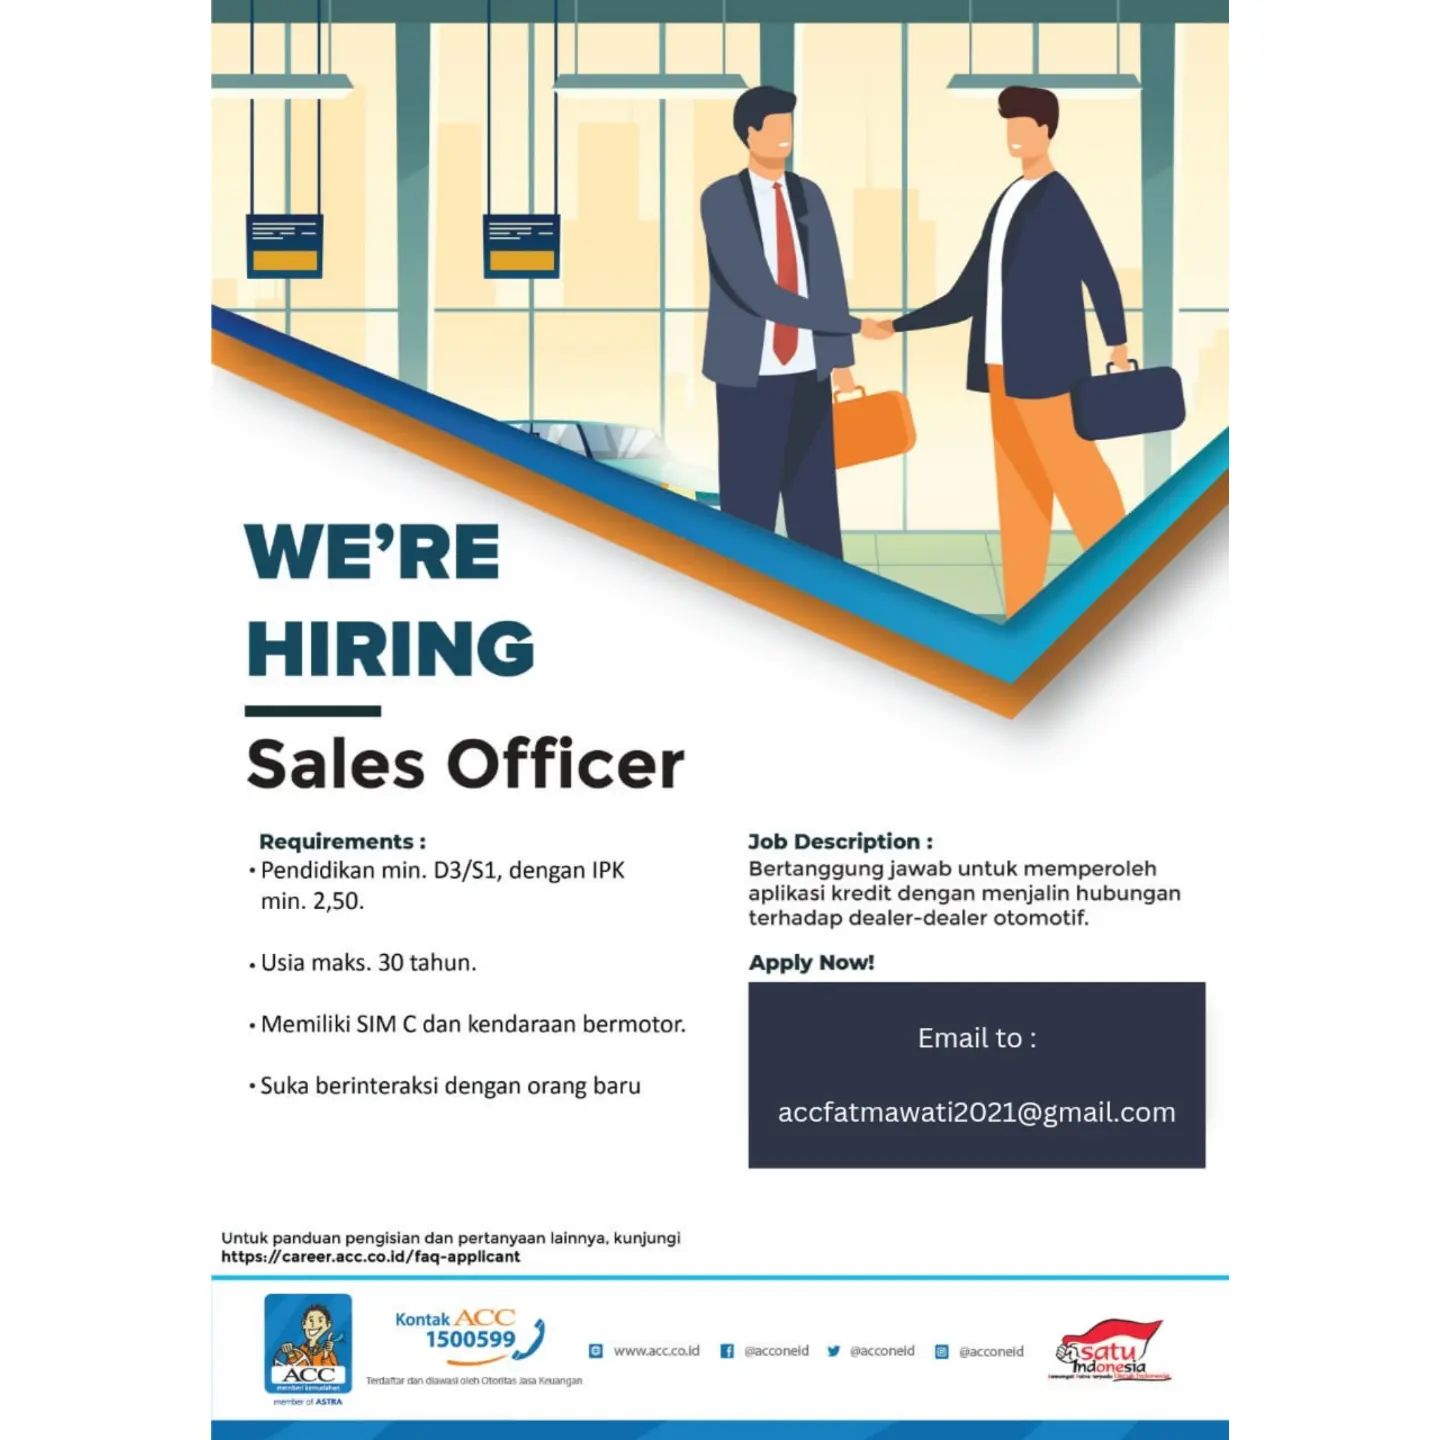 WE'RE
HIRING
Sales Officer
Requirements :
• Pendidikan min. D3/S1, dengan IPK
min. 2,50.
• Usia maks. 30 tahun.
• Memiliki SIM C dan kendaraan bermotor.
• Suka berinteraksi dengan orang baru
Job Description :
Bertanggung jawab untuk memperoleh
aplikasi kredit dengan menjalin hubungan
terhadap dealer-dealer otomotif.
Apply Now!
Email to :
accfatmawati2021@gmail.com
Untuk panduan pengisian dan pertanyaan lainnya, kunjungi
https://career.acc.co.id/faq-applicant
ACC
memberi kemudahan
member of ASTRA
Kontak ACC
1500599
Terdaftar dan diawasi oleh Otoritas Jasa Keuangan
www.acc.co.id
@acconeid
@acconeid
@acconeid
satu
Indonesia